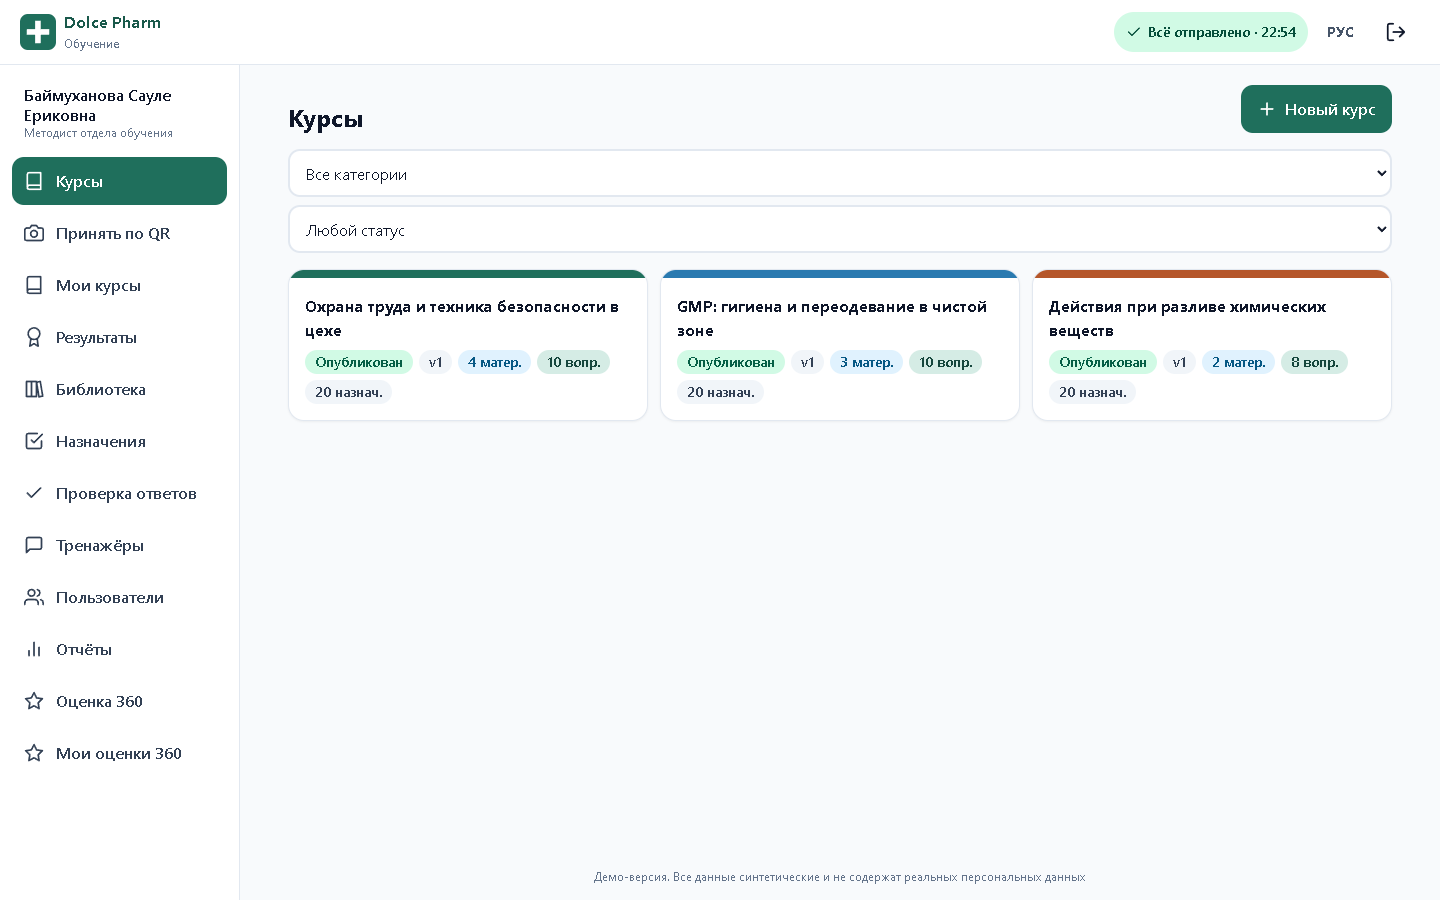 Dolce Pharm
Обучение
Всё отправлено · 22:54
РУС
Баймуханова Сауле
Ериковна
Методист отдела обучения
Курсы
Принять по QR
Мои курсы
Результаты
Библиотека
Назначения
Проверка ответов
Тренажёры
Пользователи
Отчёты
Оценка 360
Мои оценки 360
Курсы
Новый курс
Все категории
Любой статус
Охрана труда и техника безопасности в
цехе
Опубликован v1 4 матер. 10 вопр.
20 назнач.
GMP: гигиена и переодевание в чистой
зоне
Опубликован v1 3 матер. 10 вопр.
20 назнач.
Действия при разливе химических
веществ
Опубликован v1 2 матер. 8 вопр.
20 назнач.
Демо-версия. Все данные синтетические и не содержат реальных персональных данных